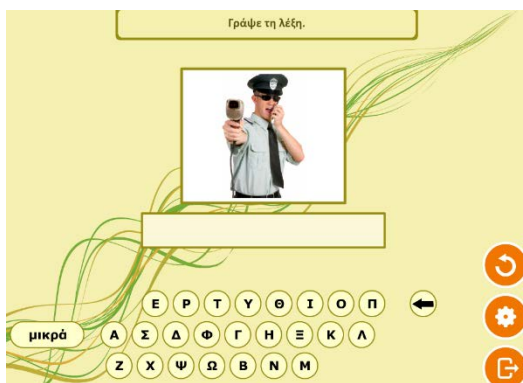 Γράψε τη λέξη.
Ε Ρ Τ Υ Θ Ι Ο Π
μικρά Α Σ Δ Φ Γ Η Ξ Κ Λ
Ζ Χ Ψ Ω Β Ν Μ